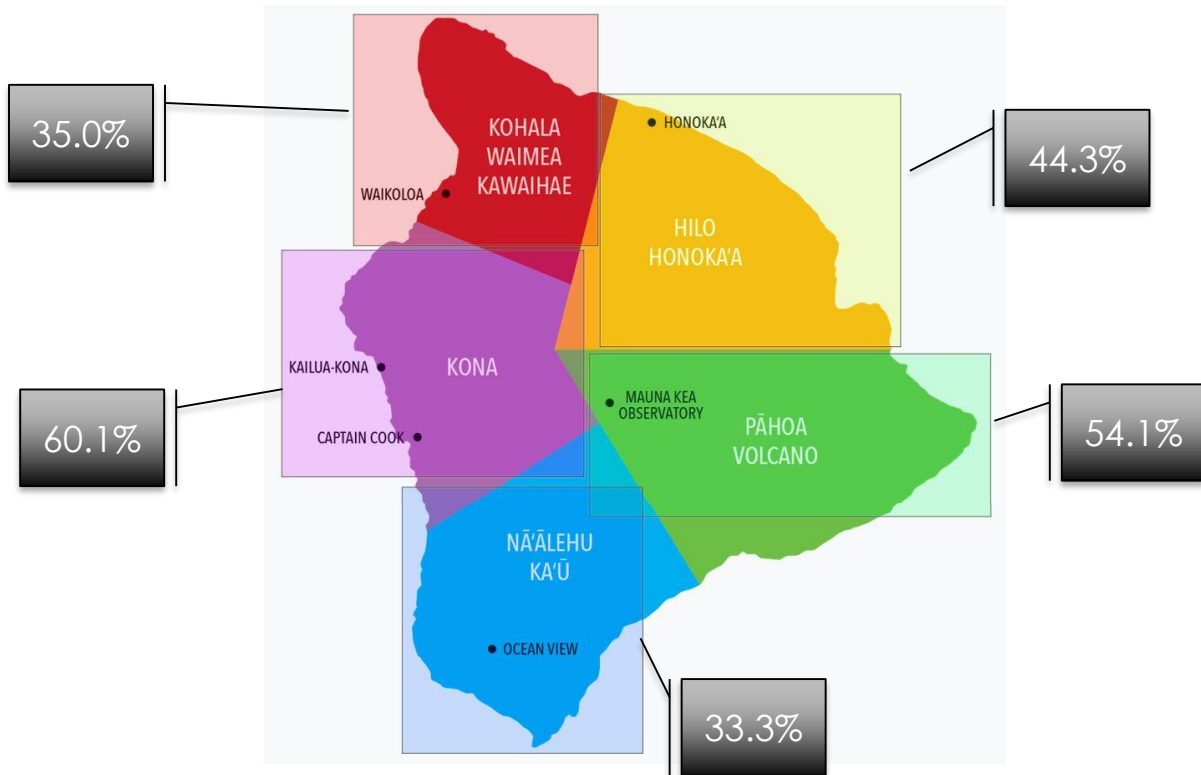 35.0%
KOHALA
WAIMEA
KAWAIHAE
WAIKOLOA
HONOKA'A
44.3%
HILO
HONOKA'A
KAILUA-KONA
KONA
CAPTAIN COOK
60.1%
MAUNA KEA
OBSERVATORY
PĀHOA
VOLCANO
54.1%
NĀ'ĀLEHU
KA'Ū
OCEAN VIEW
33.3%